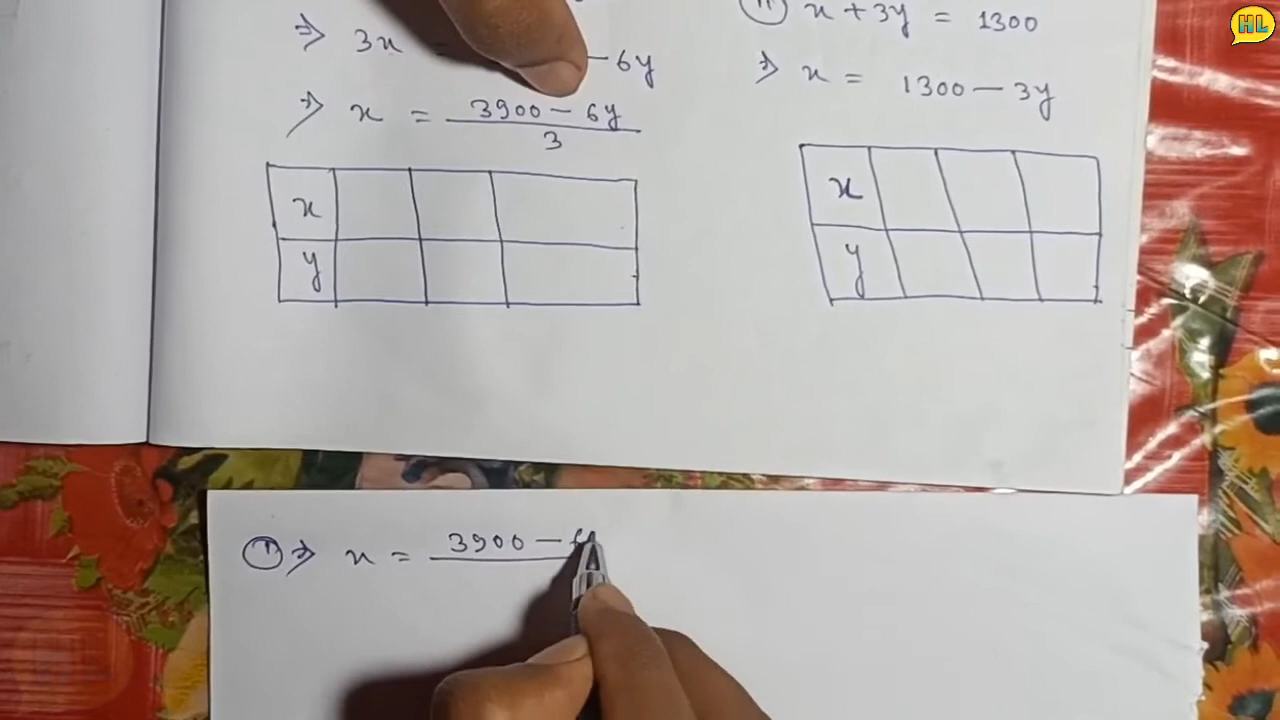 ⇒ 3x = - 6y
⇒ x = 3900 - 6y / 3
x
y
(ii) x + 3y = 1300
⇒ x = 1300 - 3y
x
y
⇒ x = 3900 -
HL